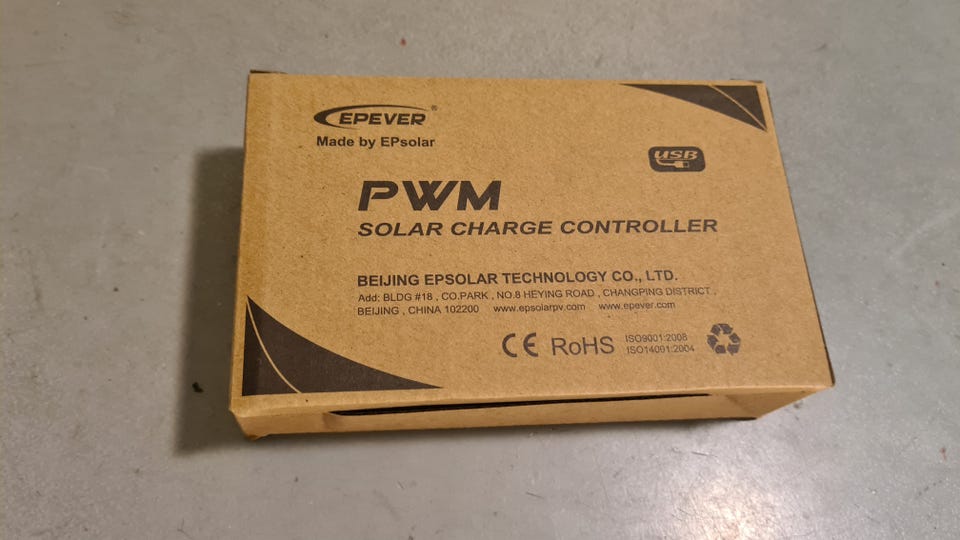 EPEVER®
Made by EPsolar
USB
PWM
SOLAR CHARGE CONTROLLER
BEIJING EPSOLAR TECHNOLOGY CO., LTD.
Add: BLDG #18 , CO.PARK , NO.8 HEYING ROAD , CHANGPING DISTRICT ,
BEIJING , CHINA 102200 www.epsolarpv.com www.epever.com
CE RoHS ISO9001:2008
ISO14001:2004